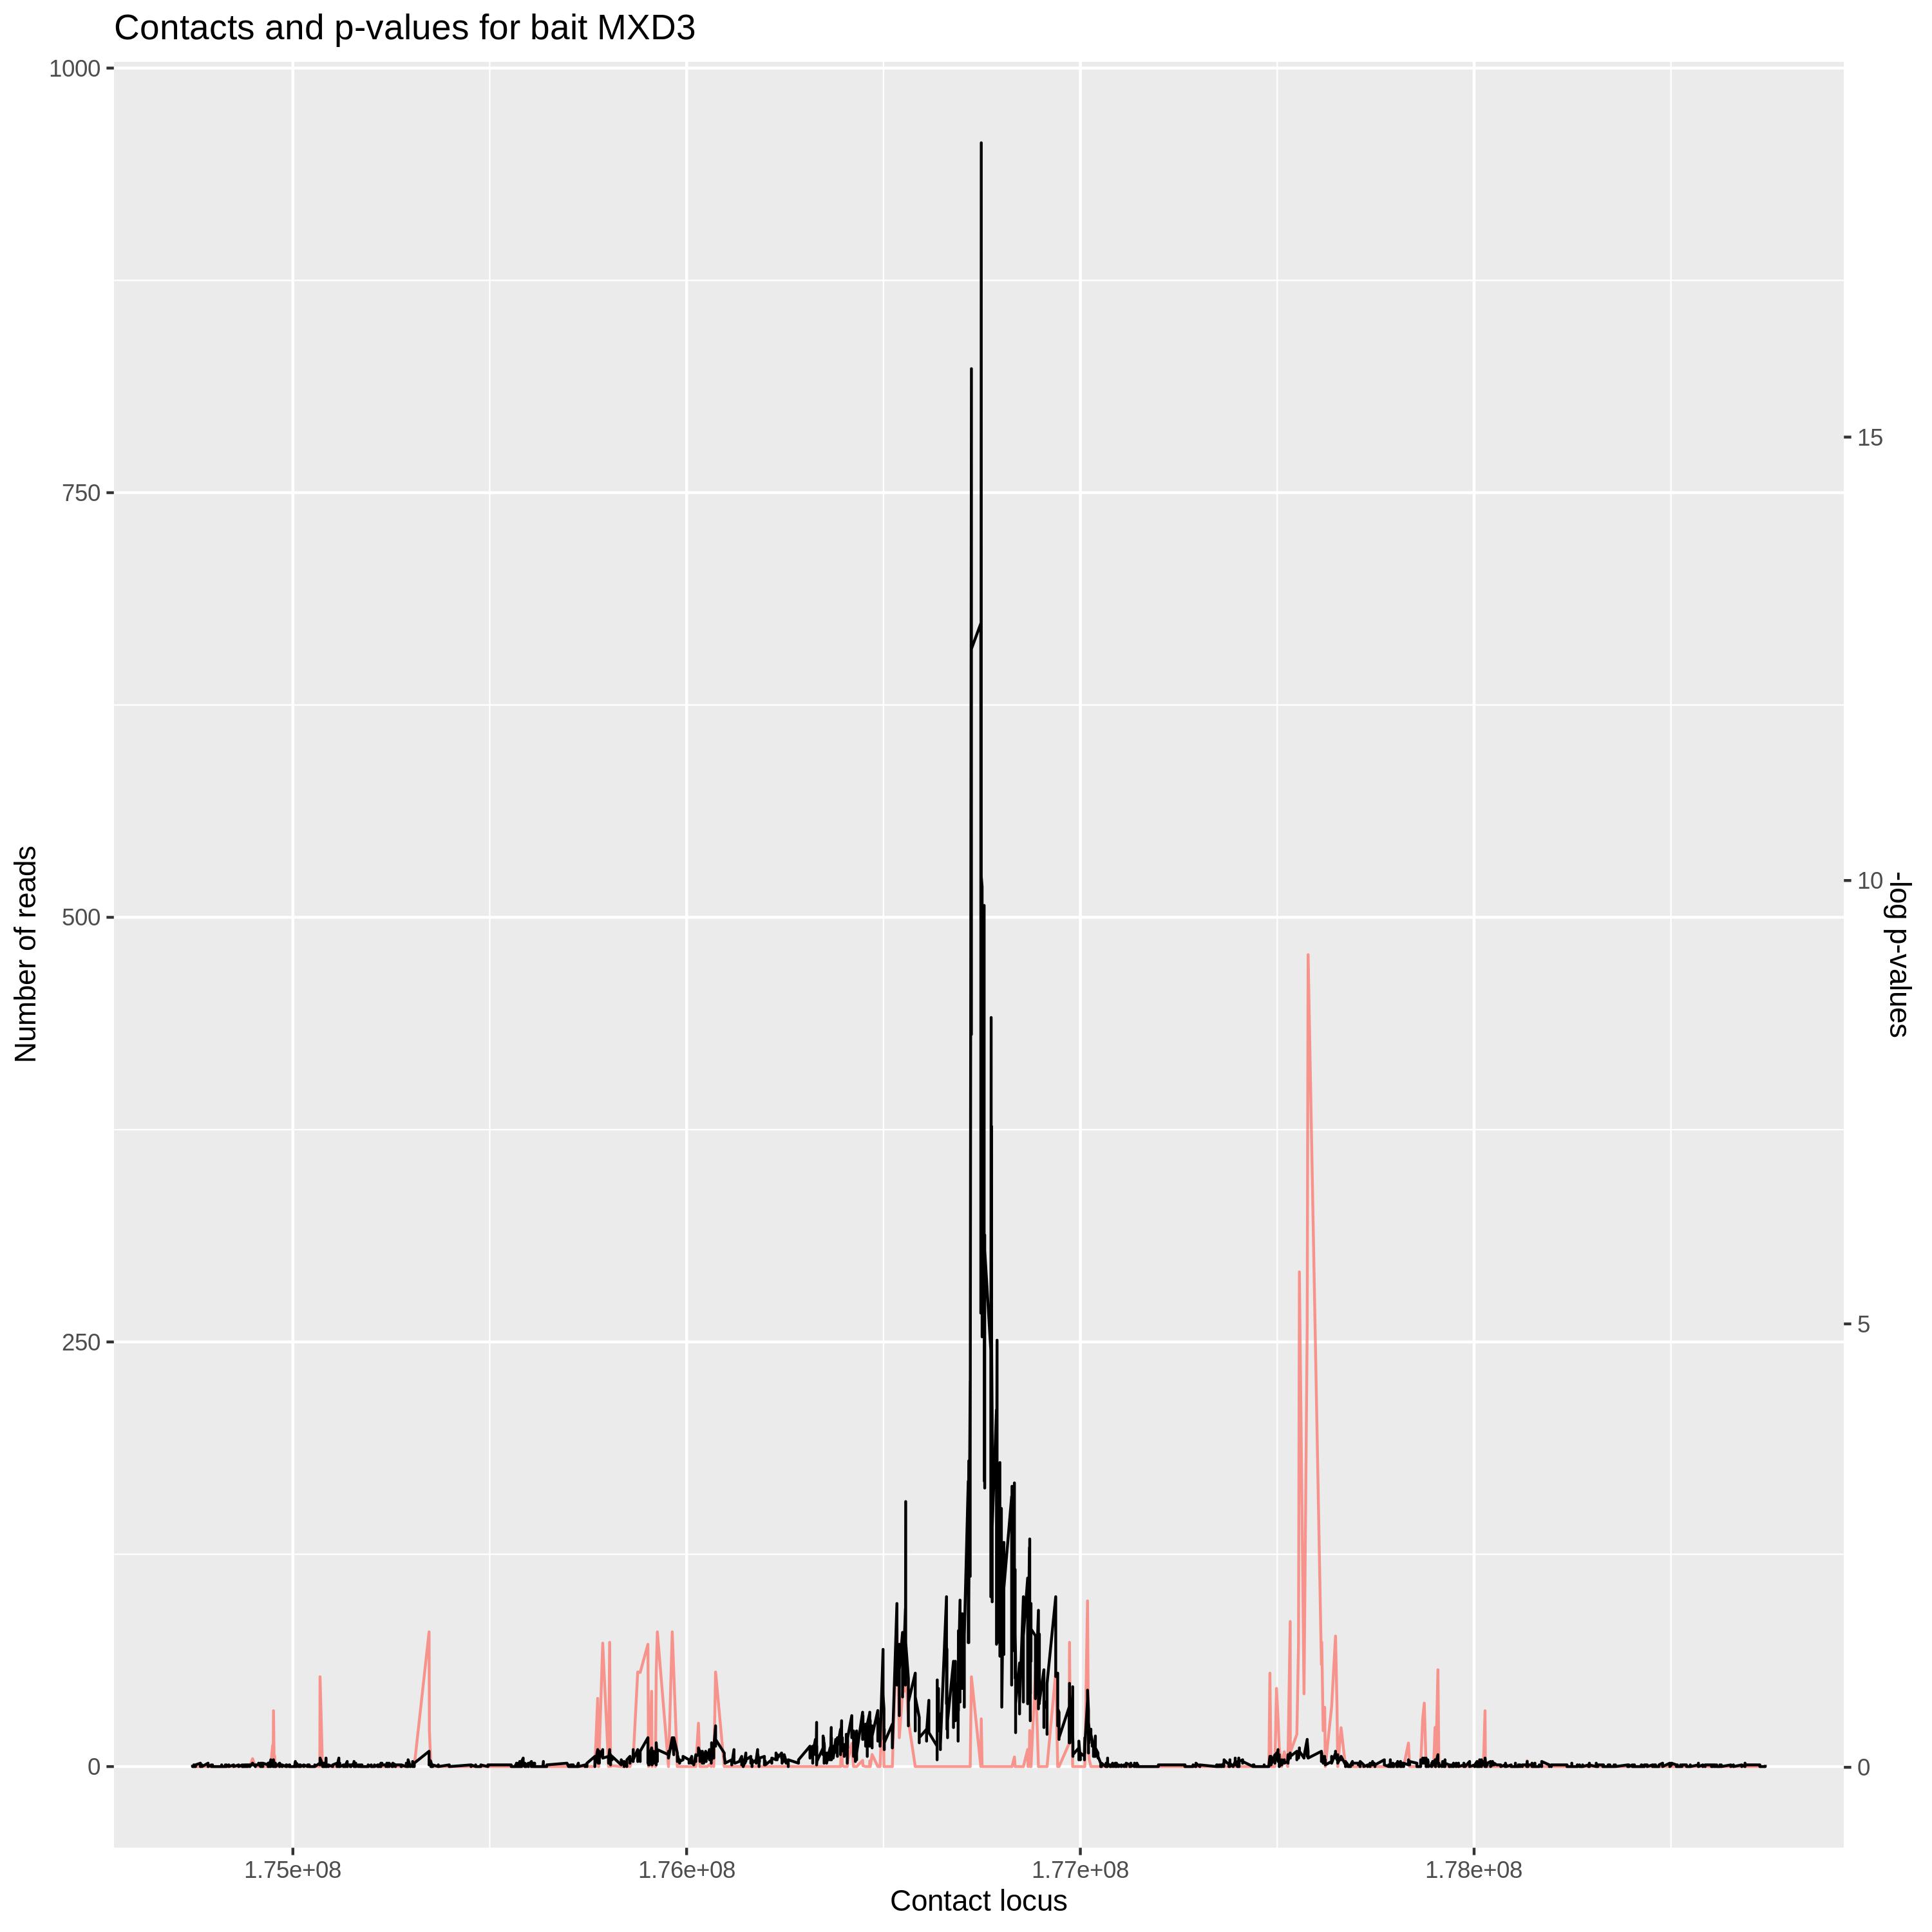 Contacts and p-values for bait MXD3
1000
750
500
250
0
Number of reads
15
10
5
0
-log p-values
1.75e+08
1.76e+08
1.77e+08
1.78e+08
Contact locus